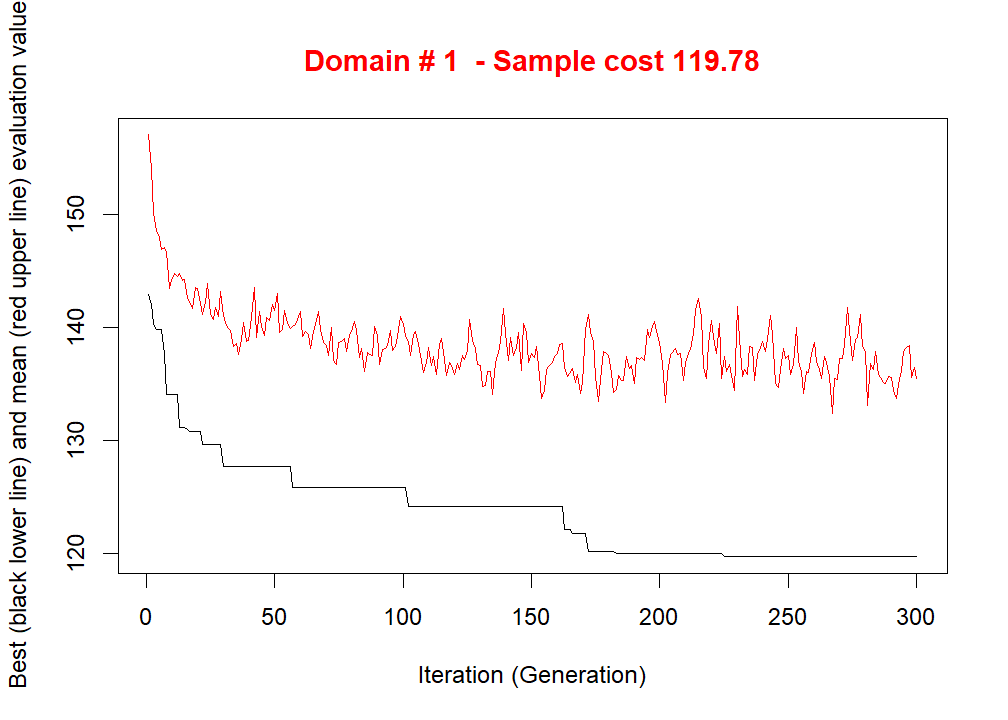 Domain # 1  - Sample cost 119.78
Best (black lower line) and mean (red upper line) evaluation value
150
140
130
120
0 50 100 150 200 250 300
Iteration (Generation)